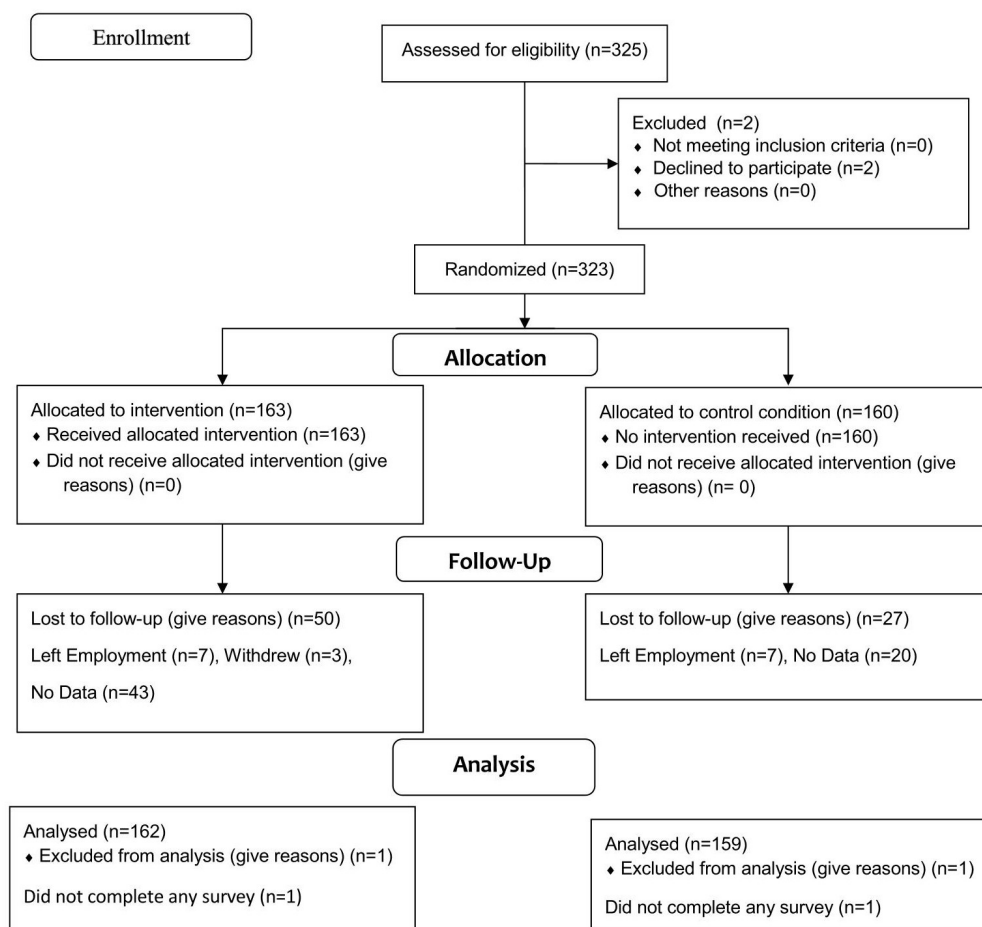 Enrollment
Assessed for eligibility (n=325)
Excluded (n=2)
♦ Not meeting inclusion criteria (n=0)
♦ Declined to participate (n=2)
♦ Other reasons (n=0)
Randomized (n=323)
Allocation
Allocated to intervention (n=163)
♦ Received allocated intervention (n=163)
♦ Did not receive allocated intervention (give
reasons) (n=0)
Allocated to control condition (n=160)
♦ No intervention received (n=160)
♦ Did not receive allocated intervention (give
reasons) (n= 0)
Follow-Up
Lost to follow-up (give reasons) (n=50)
Left Employment (n=7), Withdrew (n=3),
No Data (n=43)
Lost to follow-up (give reasons) (n=27)
Left Employment (n=7), No Data (n=20)
Analysis
Analysed (n=162)
♦ Excluded from analysis (give reasons) (n=1)
Did not complete any survey (n=1)
Analysed (n=159)
♦ Excluded from analysis (give reasons) (n=1)
Did not complete any survey (n=1)